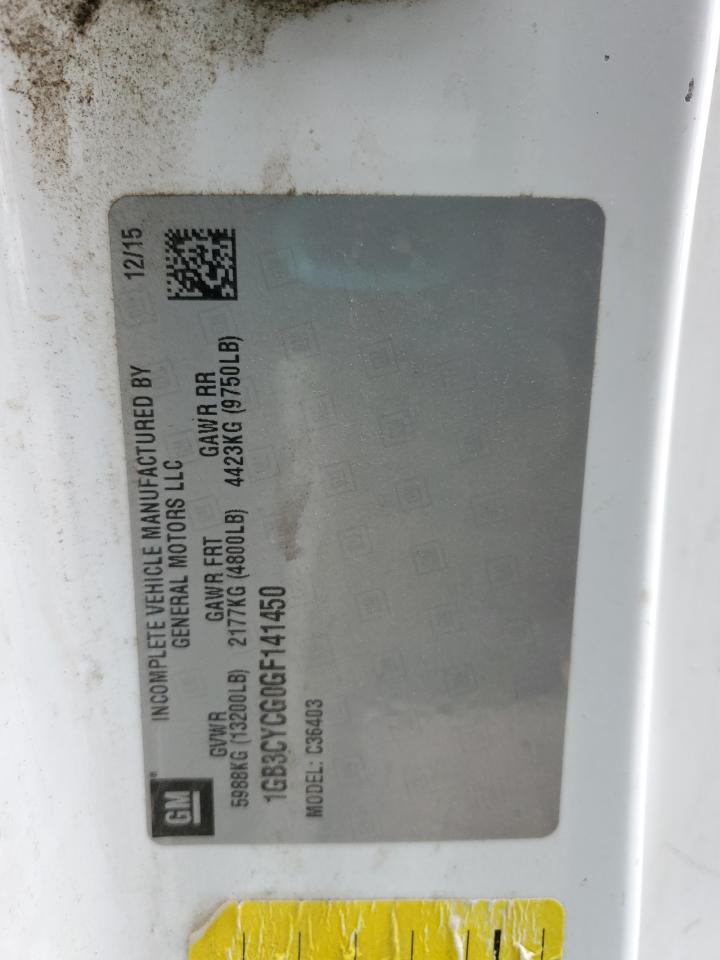 INCOMPLETE VEHICLE MANUFACTURED BY 12/15
GENERAL MOTORS LLC
GM®
GVWR GAWR FRT GAWR RR
5988KG (13200LB) 2177KG (4800LB) 4423KG (9750LB)
1GB3CYCG0GF141450
MODEL: C36403